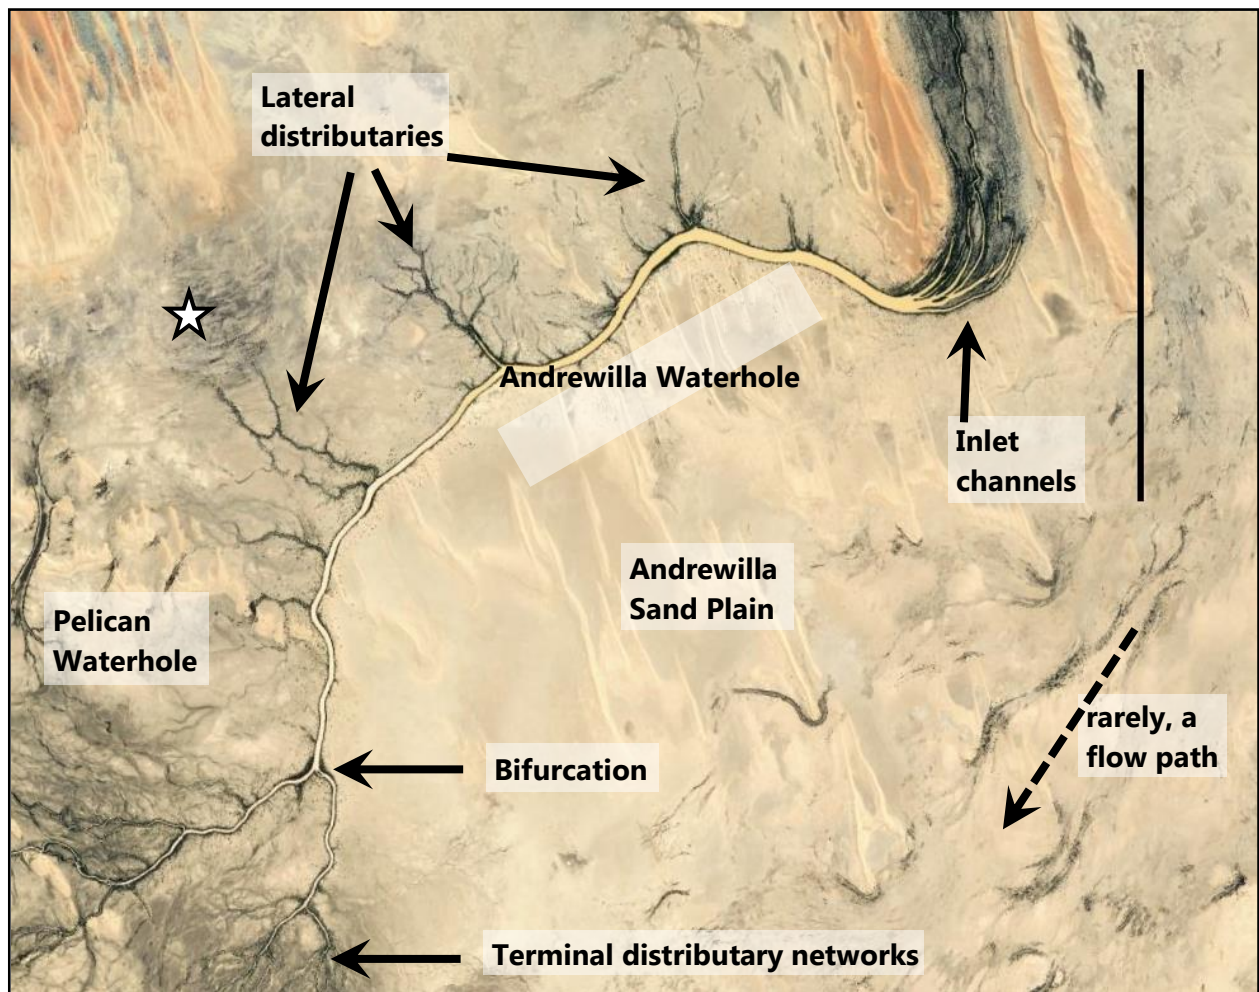 Lateral
distributaries
Andrewilla Waterhole
Inlet
channels
Andrewilla
Sand Plain
Pelican
Waterhole
rarely, a
flow path
Bifurcation
Terminal distributary networks